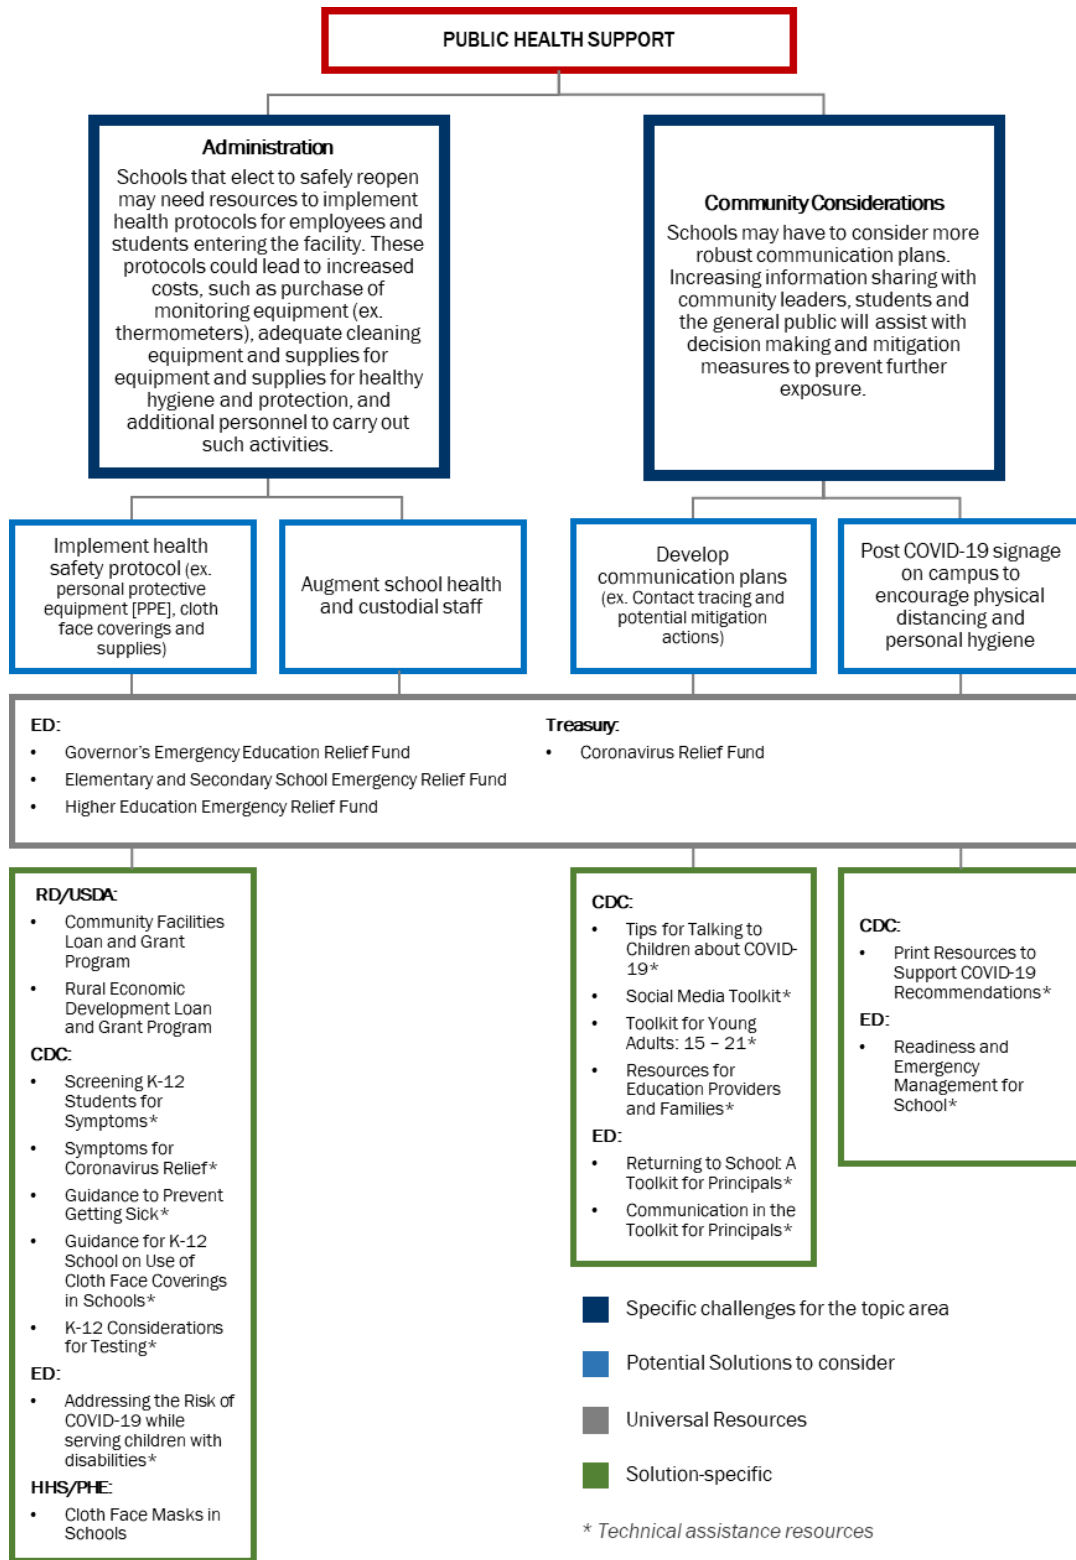 PUBLIC HEALTH SUPPORT
Administration
Schools that elect to safely reopen
may need resources to implement
health protocols for employees and
students entering the facility. These
protocols could lead to increased
costs, such as purchase of
monitoring equipment (ex.
thermometers), adequate cleaning
equipment and supplies for
equipment and supplies for healthy
hygiene and protection, and
additional personnel to carry out
such activities.
Community Considerations
Schools may have to consider more
robust communication plans.
Increasing information sharing with
community leaders, students and
the general public will assist with
decision making and mitigation
measures to prevent further
exposure.
Implement health
safety protocol (ex.
personal protective
equipment [PPE], cloth
face coverings and
supplies)
Augment school health
and custodial staff
Develop
communication plans
(ex. Contact tracing and
potential mitigation
actions)
Post COVID-19 signage
on campus to
encourage physical
distancing and
personal hygiene
ED:
• Governor's Emergency Education Relief Fund
• Elementary and Secondary School Emergency Relief Fund
• Higher Education Emergency Relief Fund
Treasury:
• Coronavirus Relief Fund
RD/USDA:
• Community Facilities
Loan and Grant
Program
• Rural Economic
Development Loan
and Grant Program
CDC:
• Screening K-12
Students for
Symptoms*
• Symptoms for
Coronavirus Relief*
• Guidance to Prevent
Getting Sick*
• Guidance for K-12
School on Use of
Cloth Face Coverings
in Schools*
• K-12 Considerations
for Testing*
ED:
• Addressing the Risk of
COVID-19 while
serving children with
disabilities*
HHS/PHE:
• Cloth Face Masks in
Schools
CDC:
• Tips for Talking to
Children about COVID-
19*
• Social Media Toolkit*
• Toolkit for Young
Adults: 15 – 21*
• Resources for
Education Providers
and Families*
ED:
• Returning to School: A
Toolkit for Principals*
• Communication in the
Toolkit for Principals*
CDC:
• Print Resources to
Support COVID-19
Recommendations*
ED:
• Readiness and
Emergency
Management for
School*
Specific challenges for the topic area
Potential Solutions to consider
Universal Resources
Solution-specific
* Technical assistance resources